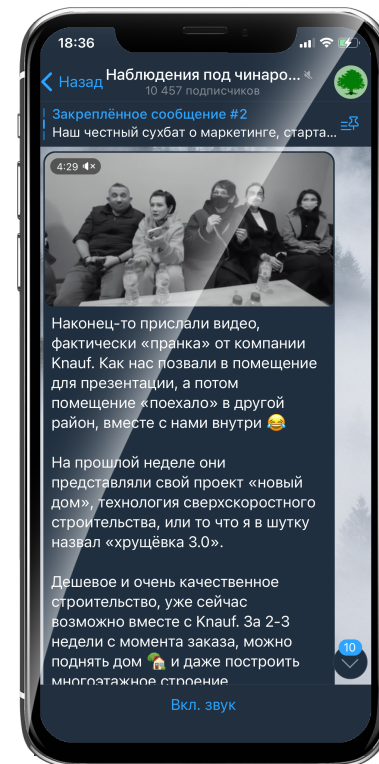 18:36
Назад
Наблюдения под чинаро...
10 457 подписчиков
Закреплённое сообщение #2
Наш честный сухбат о маркетинге, старта...
4:29
Наконец-то прислали видео,
фактически «пранка» от компании
Knauf. Как нас позвали в помещение
для презентации, а потом
помещение «поехало» в другой
район, вместе с нами внутри 😂
На прошлой неделе они
представляли свой проект «новый
дом», технология сверхскоростного
строительства, или то что я в шутку
назвал «хрущёвка 3.0».
Дешевое и очень качественное
строительство, уже сейчас
возможно вместе с Knauf. За 2-3
недели с момента заказа, можно
поднять дом 🏡 и даже построить
многоэтажное строение
10
Вкл. звук